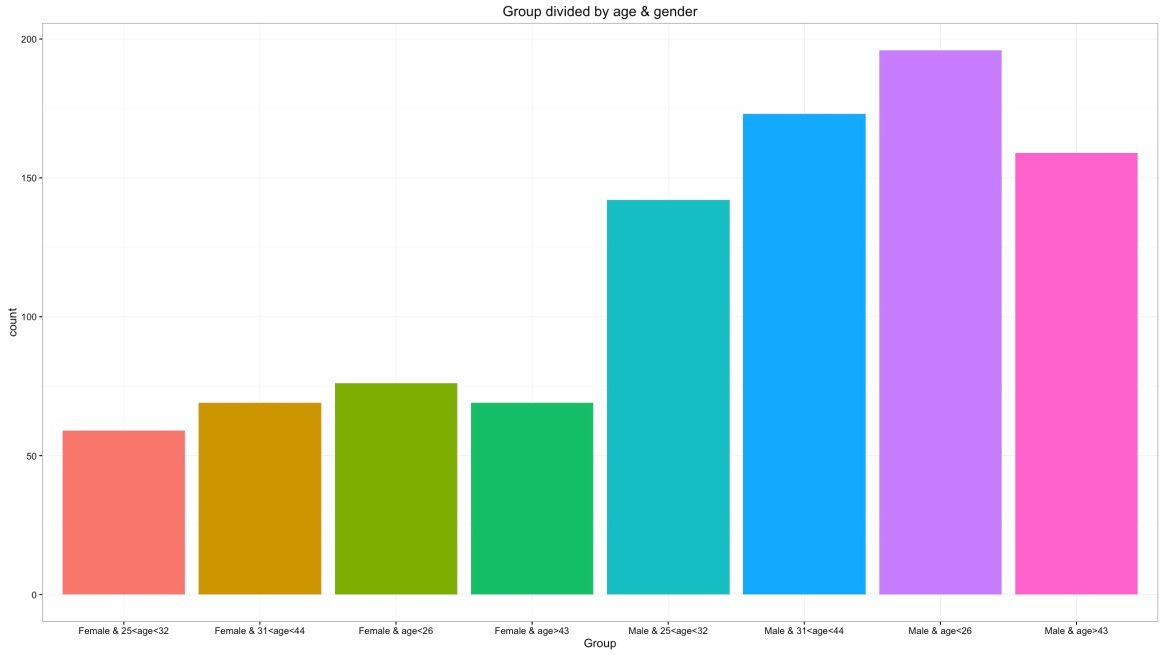 Group divided by age & gender
200
150
100
50
0
count
Female & 25<age<32
Female & 31<age<44
Female & age<26
Female & age>43
Male & 25<age<32
Male & 31<age<44
Male & age<26
Male & age>43
Group